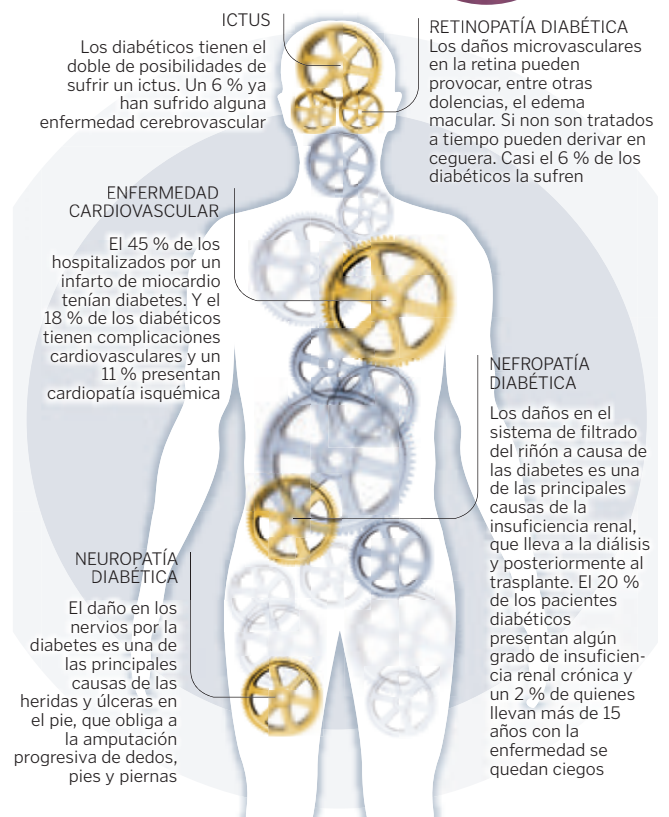 ICTUS
Los diabéticos tienen el
doble de posibilidades de
sufrir un ictus. Un 6 % ya
han sufrido alguna
enfermedad cerebrovascular
RETINOPATÍA DIABÉTICA
Los daños microvasculares
en la retina pueden
provocar, entre otras
dolencias, el edema
macular. Si non son tratados
a tiempo pueden derivar en
ceguera. Casi el 6 % de los
diabéticos la sufren
ENFERMEDAD
CARDIOVASCULAR
El 45 % de los
hospitalizados por un
infarto de miocardio
tenían diabetes. Y el
18 % de los diabéticos
tienen complicaciones
cardiovasculares y un
11 % presentan
cardiopatía isquémica
NEFROPATÍA
DIABÉTICA
Los daños en el
sistema de filtrado
del riñón a causa de
las diabetes es una
de las principales
causas de la
insuficiencia renal,
que lleva a la diálisis
y posteriormente al
trasplante. El 20 %
de los pacientes
diabéticos
presentan algún
grado de insuficien-
cia renal crónica y
un 2 % de quienes
llevan más de 15
años con la
enfermedad se
quedan ciegos
NEUROPATÍA
DIABÉTICA
El daño en los
nervios por la
diabetes es una de
las principales
causas de las
heridas y úlceras en
el pie, que obliga a
la amputación
progresiva de dedos,
pies y piernas